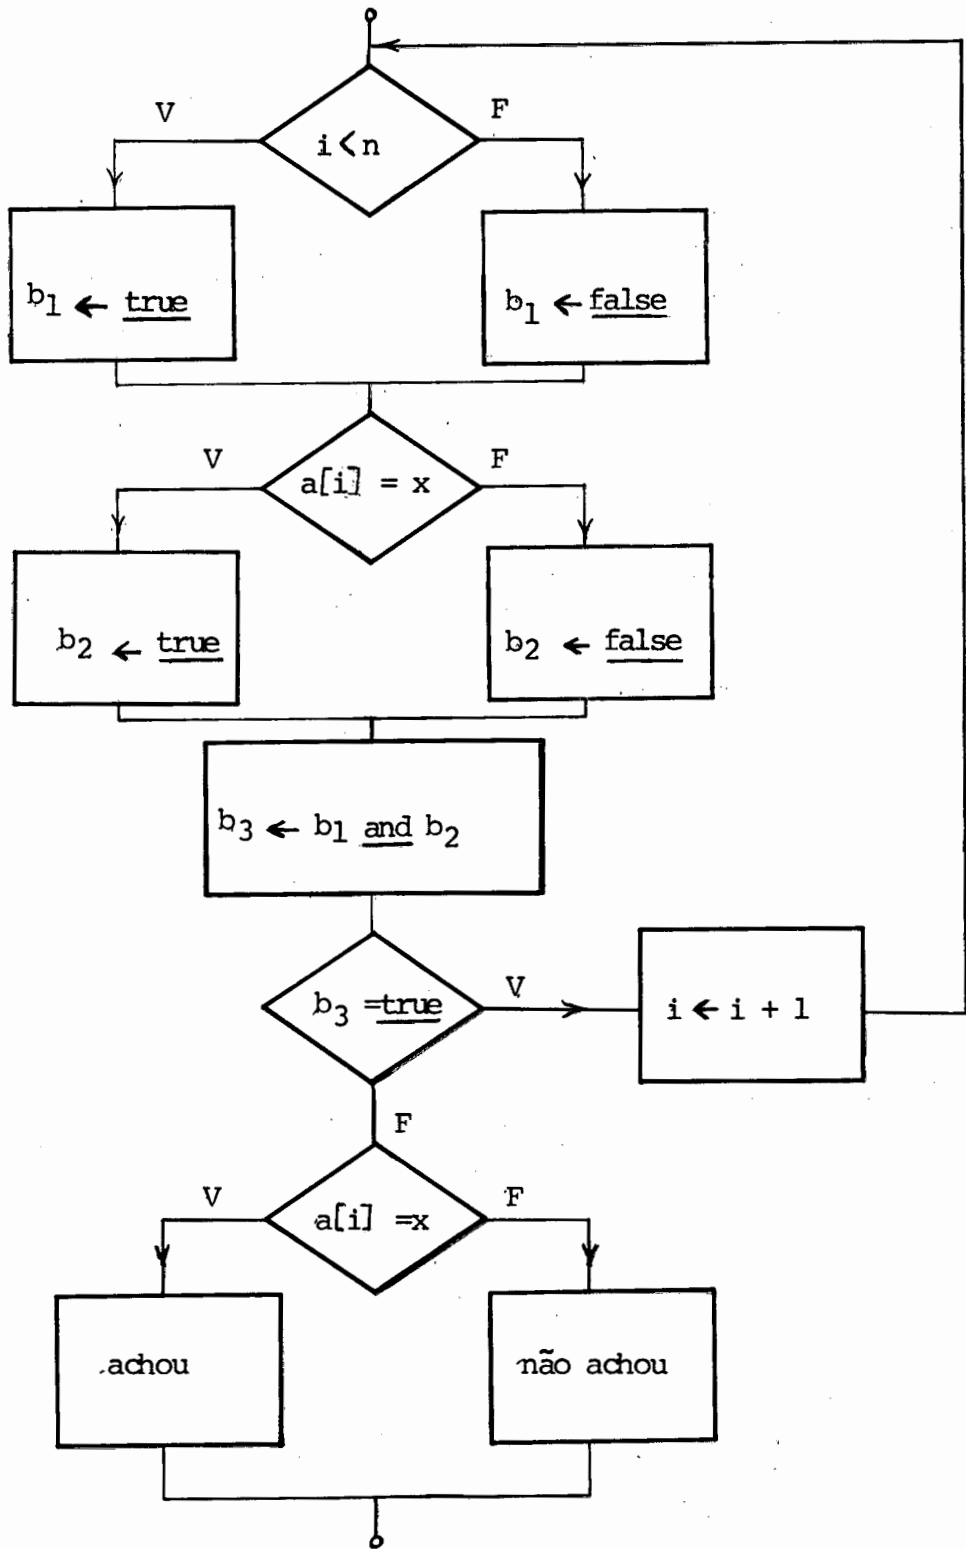 V
F
i < n
b1 ← true
b1 ← false
V
F
a[i] = x
b2 ← true
b2 ← false
b3 ← b1 and b2
b3 =true
V
i ← i + 1
F
V
F
a[i] =x
achou
não achou